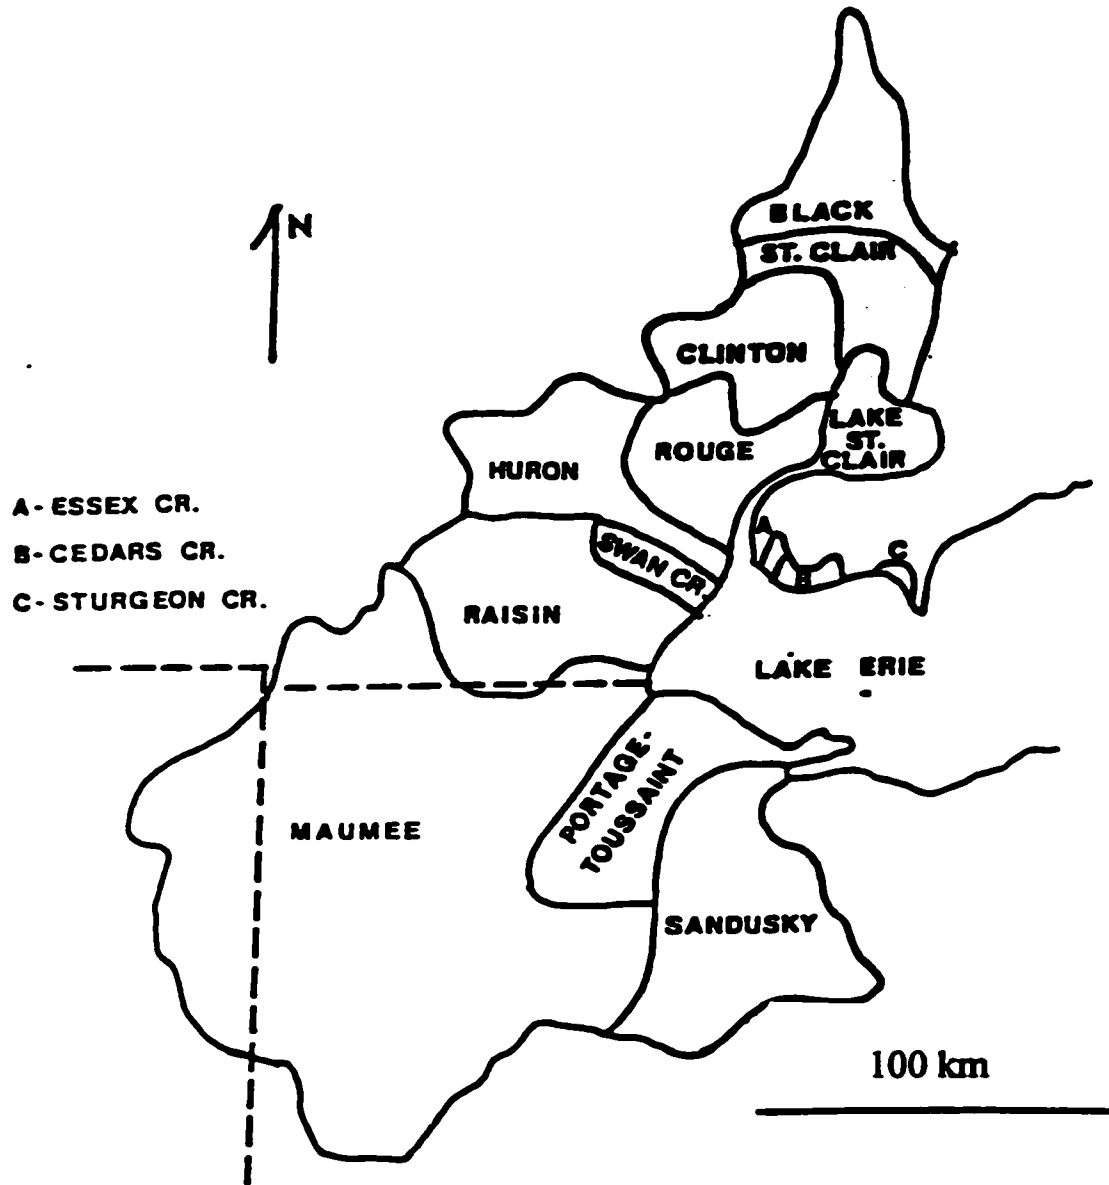 N
BLACK
ST. CLAIR
CLINTON
LAKE
ST.
CLAIR
ROUGE
HURON
A-ESSEX CR.
B-CEDARS CR.
C-STURGEON CR.
SWAN CR.
A
B
C
RAISIN
LAKE ERIE
PORTAGE-
TOUSSAINT
MAUMEE
SANDUSKY
100 km